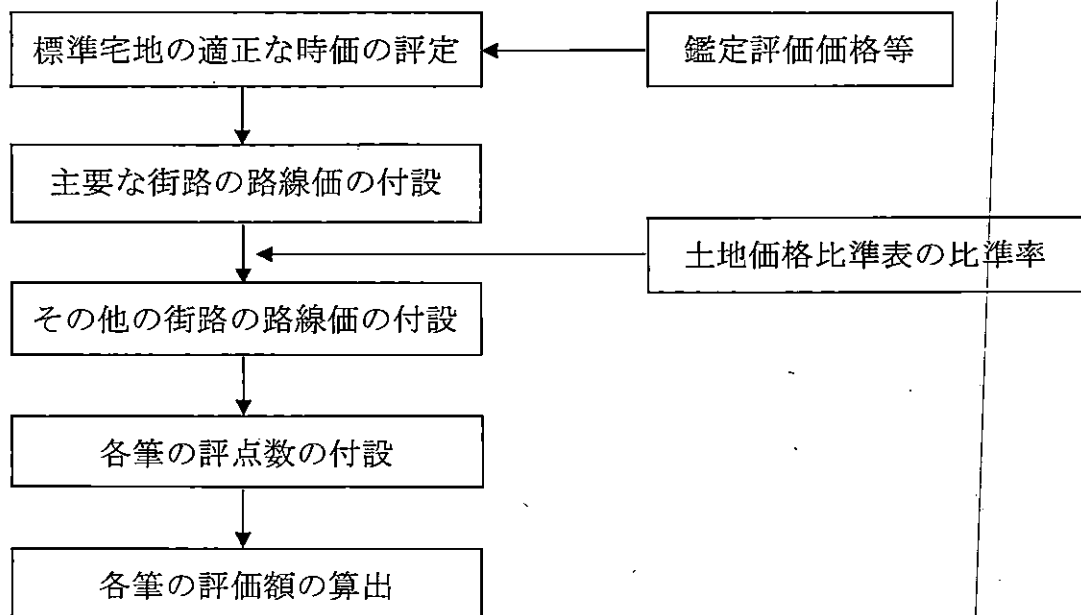 標準宅地の適正な時価の評定
鑑定評価価格等
主要な街路の路線価の付設
土地価格比準表の比準率
その他の街路の路線価の付設
各筆の評点数の付設
各筆の評価額の算出